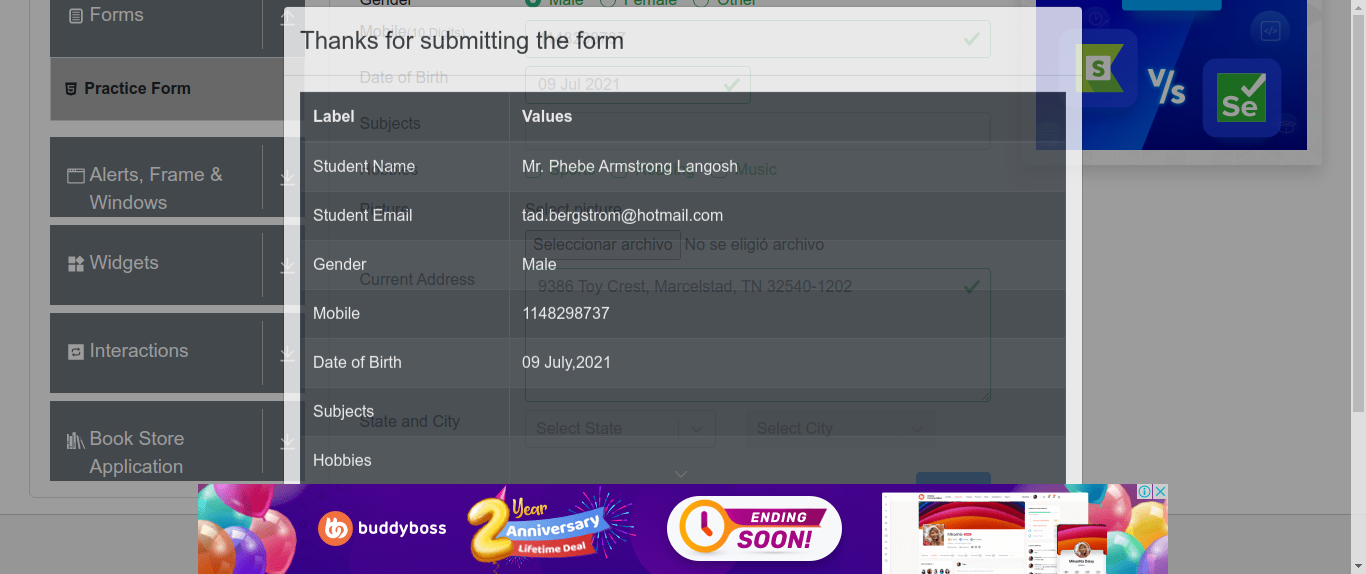 Forms
Practice Form
Alerts, Frame &
Windows
Widgets
Interactions
Book Store
Application
Gender
Male
Female
Other
Thanks for submitting the form
Mobile(10 Digits)
Date of Birth
09 Jul 2021
Subjects
Label
Values
Student Name
Mr. Phebe Armstrong Langosh
Hobbies
Music
Picture
Select picture
Student Email
tad.bergstrom@hotmail.com
Seleccionar archivo
No se eligió archivo
Gender
Male
Current Address
9386 Toy Crest, Marcelstad, TN 32540-1202
Mobile
1148298737
Date of Birth
09 July,2021
Subjects
State and City
Select State
Select City
Hobbies
S
V/s
Se
buddyboss
2 Year
Anniversary
Lifetime Deal
ENDING
SOON!